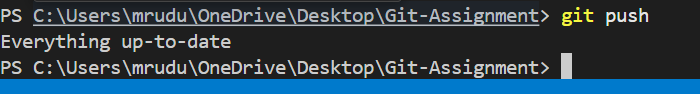 PS C:\Users\mrudu\OneDrive\Desktop\Git-Assignment> git push
Everything up-to-date
PS C:\Users\mrudu\OneDrive\Desktop\Git-Assignment>